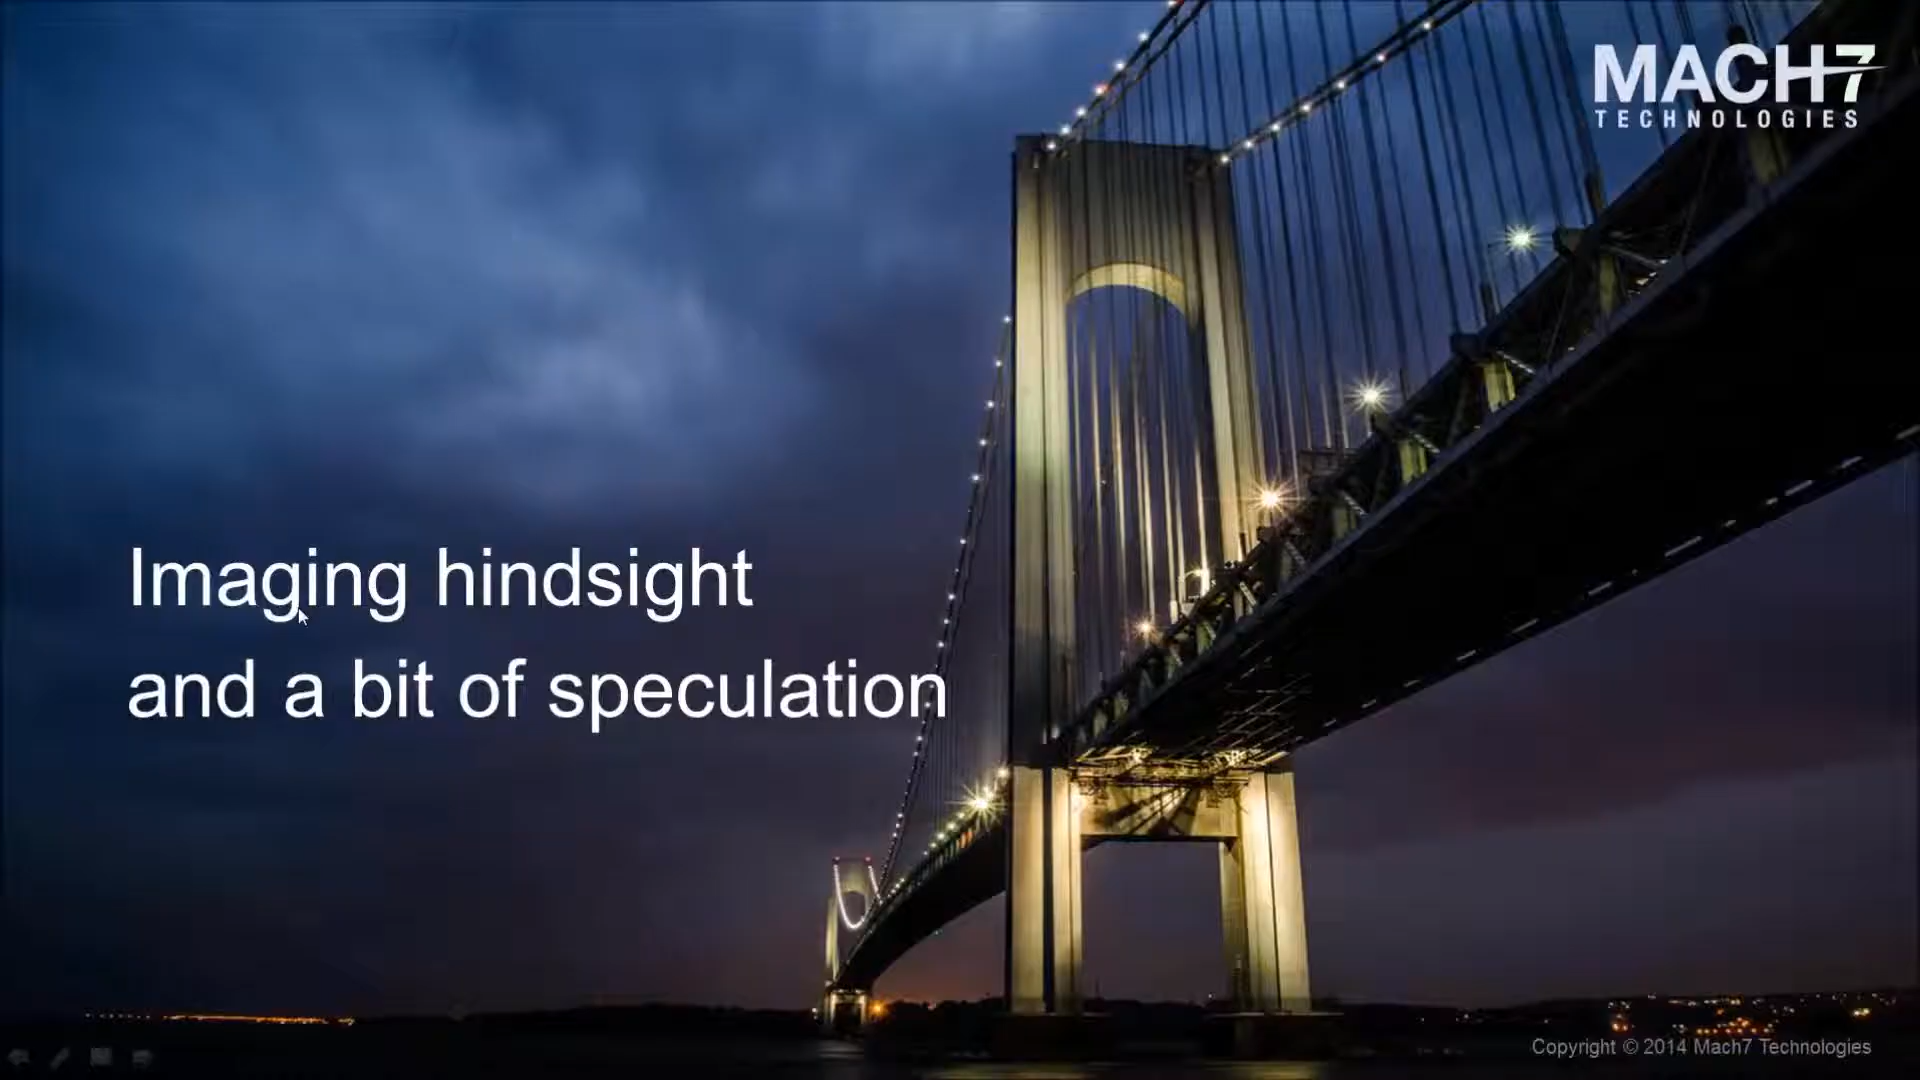 MACH7
TECHNOLOGIES
Imaging hindsight
and a bit of speculation
Copyright © 2014 Mach7 Technologies